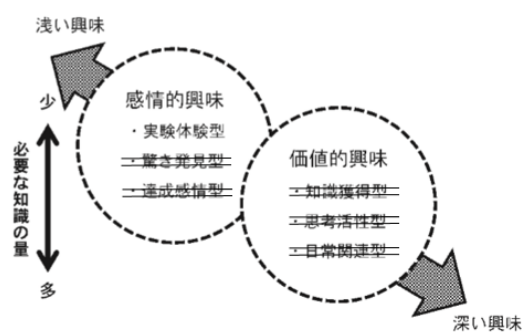 浅い興味
感情的興味
・実験体験型
・驚き発見型
・達成感情型
価値的興味
・知識獲得型
・思考活性型
・日常関連型
少
必要な知識の量
多
深い興味